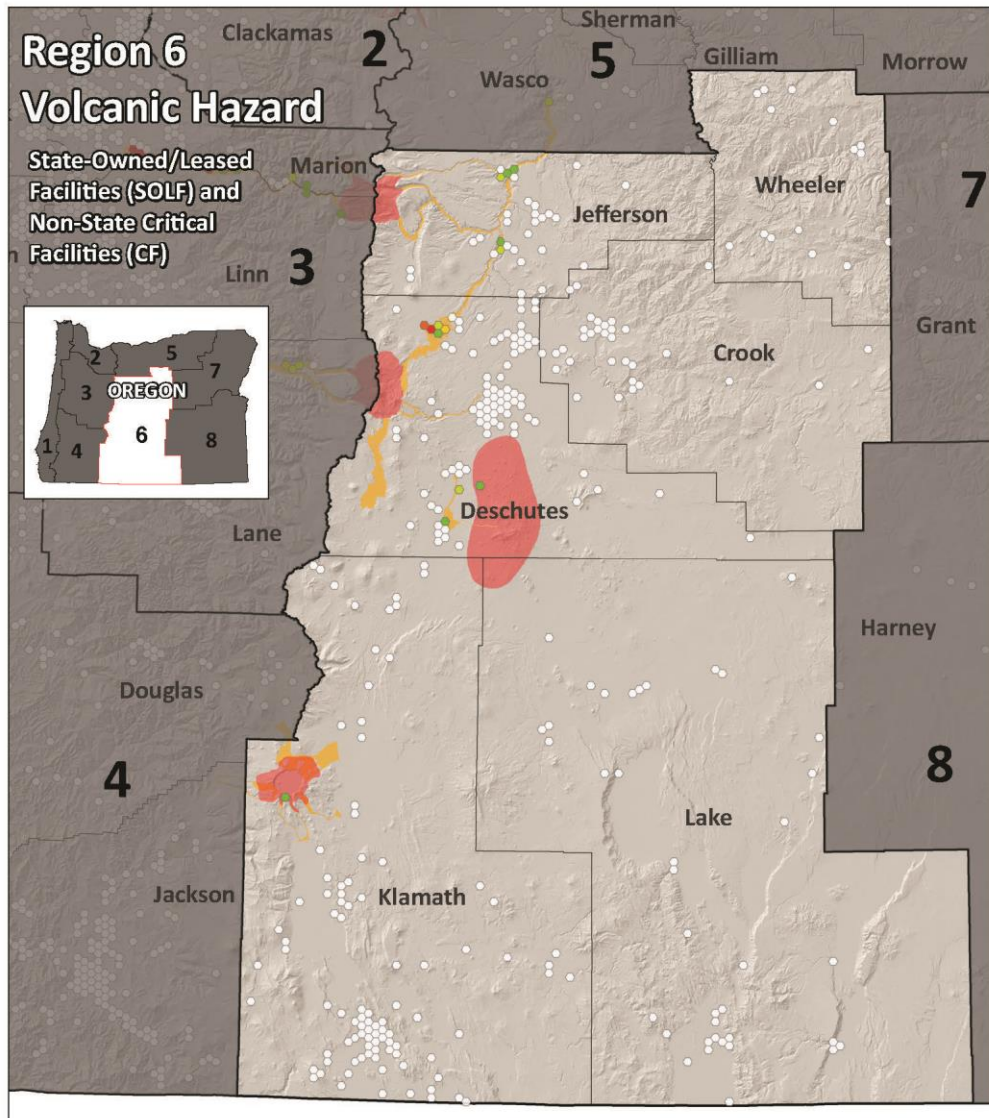 Region 6
Volcanic Hazard
State-Owned/Leased
Facilities (SOLF) and
Non-State Critical
Facilities (CF)
Clackamas
2
Sherman
5
Gilliam
Morrow
Wasco
Marion
Wheeler
7
Jefferson
Linn
3
Grant
Crook
2
5
7
3
OREGON
6
1
4
8
Deschutes
Lane
Harney
Douglas
4
8
Lake
Jackson
Klamath